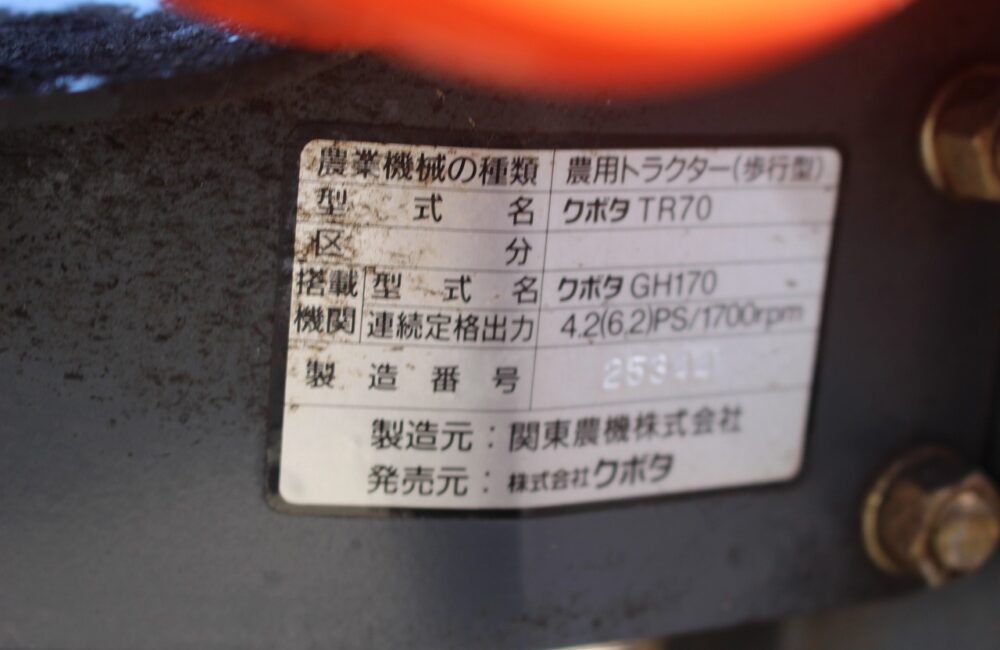 農業機械の種類 農用トラクター(歩行型)
型式名 クボタ TR70
区分
搭載機関 型式名 クボタ GH170
連続定格出力 4.2(6.2)PS/1700rpm
製造番号
製造元：関東農機株式会社
発売元：株式会社クボタ